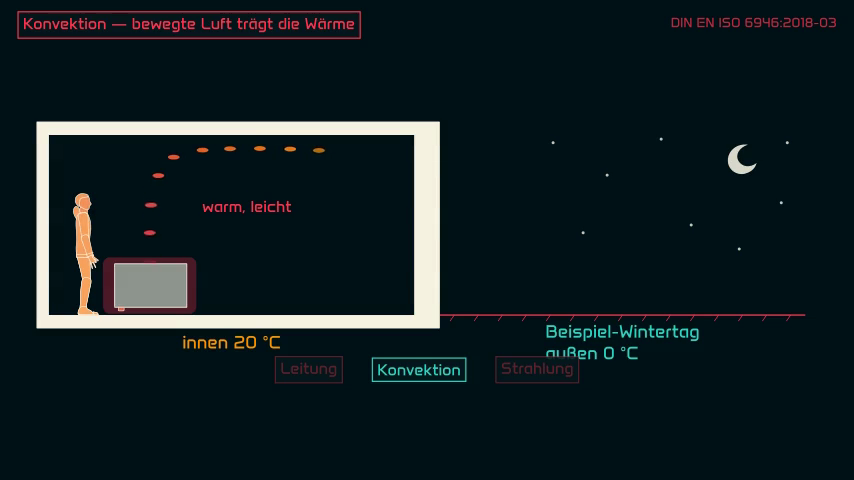 Konvektion — bewegte Luft trägt die Wärme
DIN EN ISO 6946:2018-03
warm, leicht
innen 20 °C
Beispiel-Wintertag
außen 0 °C
Leitung
Konvektion
Strahlung